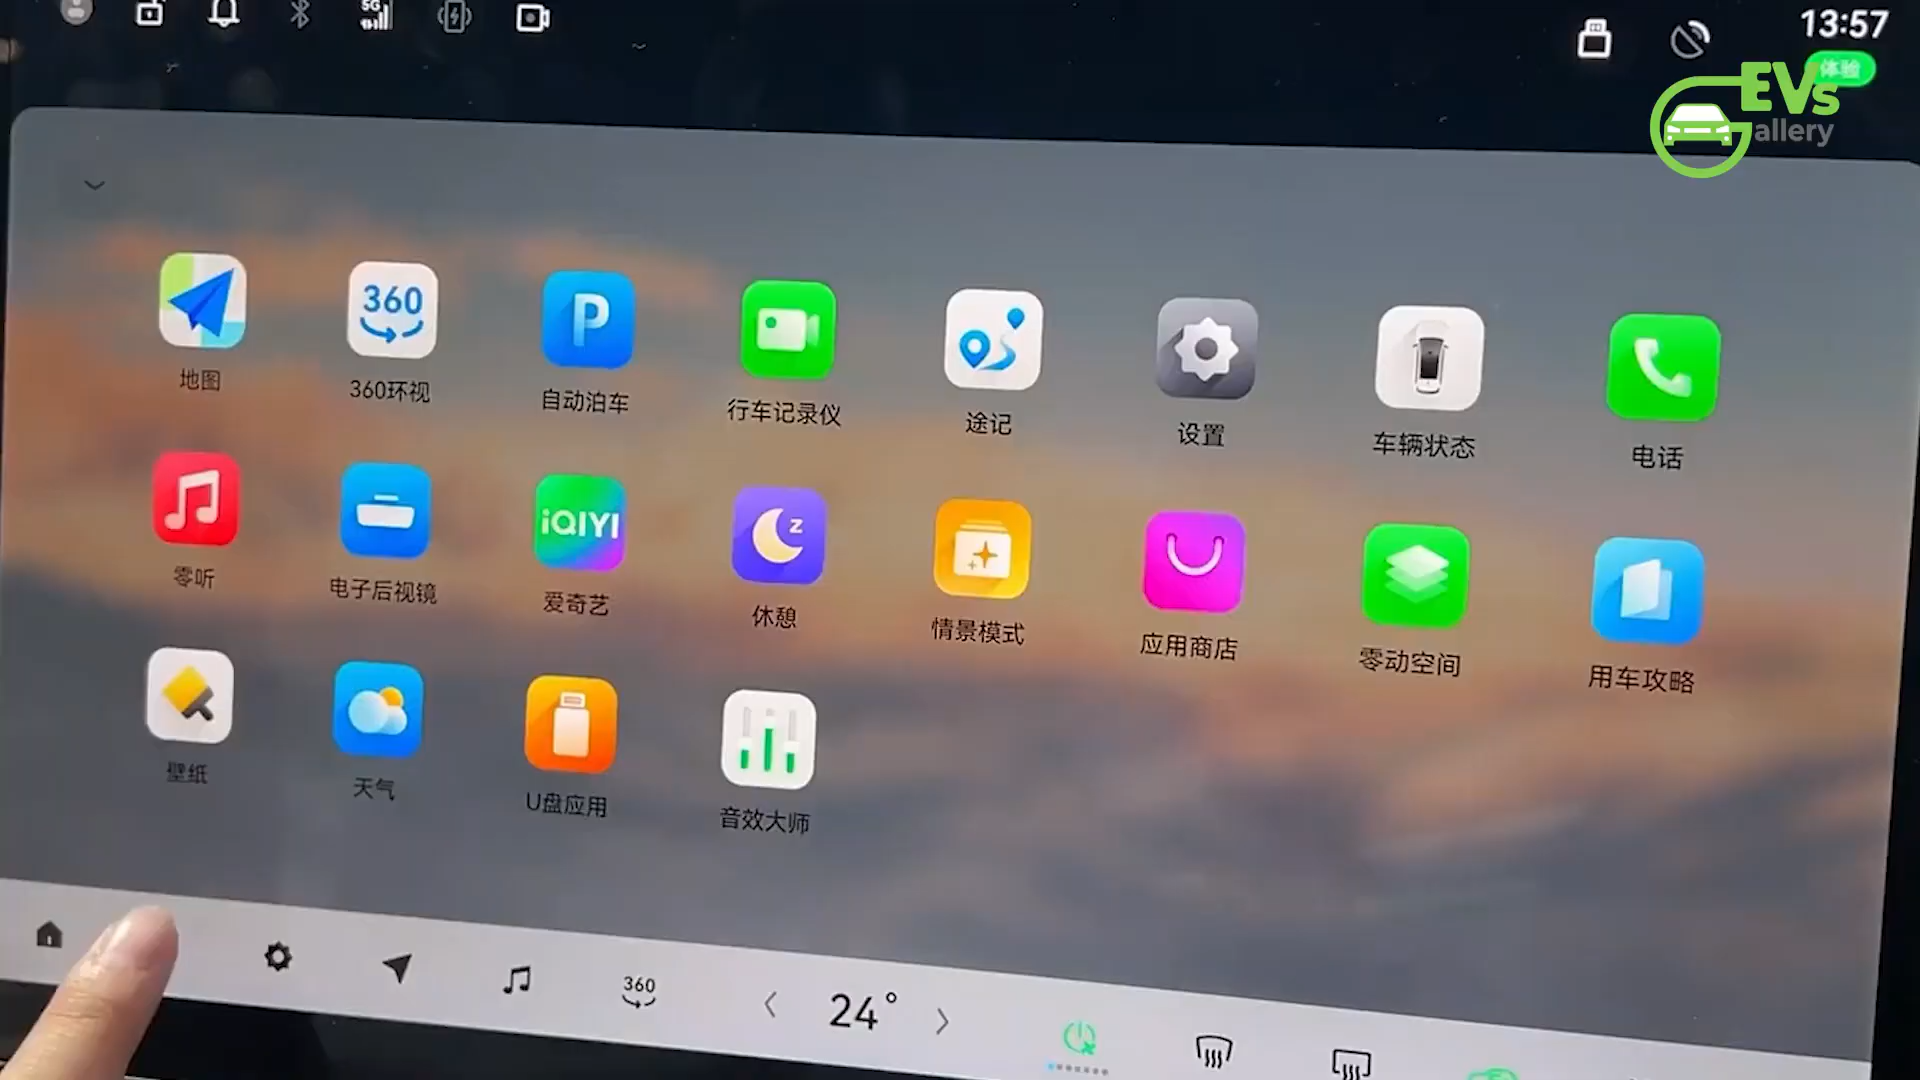 5G
13:57
体验
EVs
Gallery
360
P
地图
360环视
自动泊车
行车记录仪
途记
设置
车辆状态
电话
iQIYI
z
零听
电子后视镜
爱奇艺
休憩
情景模式
应用商店
零动空间
用车攻略
壁纸
天气
U盘应用
音效大师
360
24°